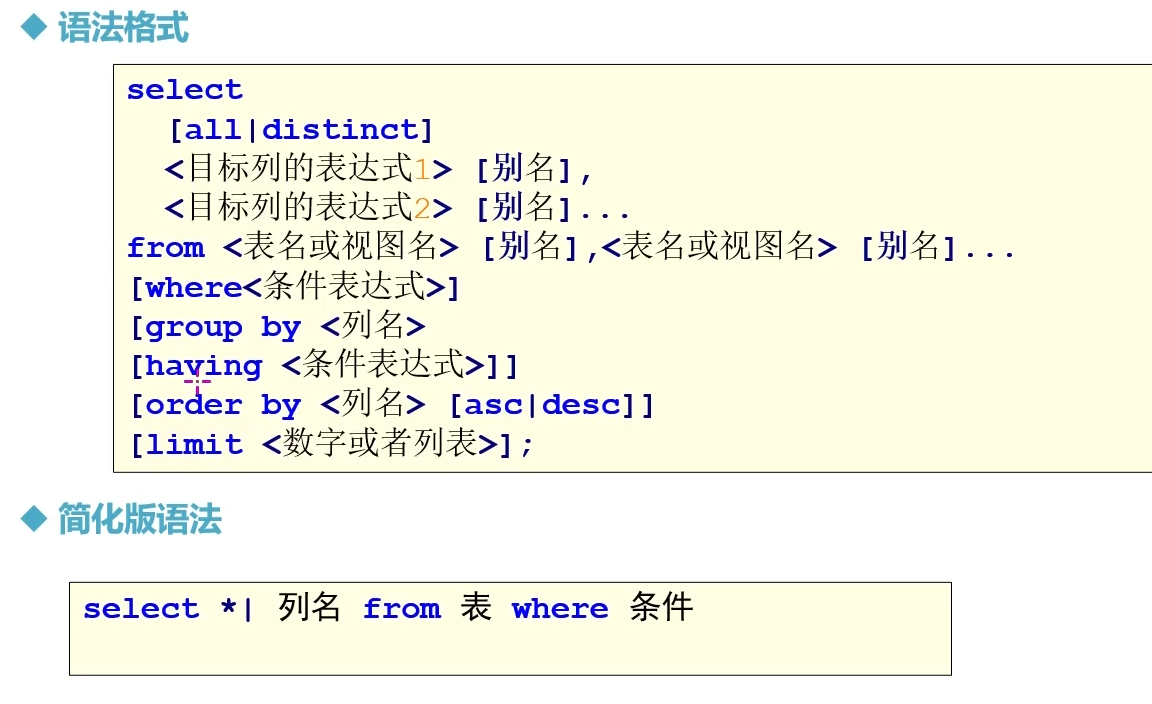 语法格式
select
[all|distinct]
<目标列的表达式1> [别名],
<目标列的表达式2> [别名]...
from <表名或视图名> [别名],<表名或视图名> [别名]...
[where<条件表达式>]
[group by <列名>
[having <条件表达式>]]
[order by <列名> [asc|desc]]
[limit <数字或者列表>];
简化版语法
select *| 列名 from 表 where 条件